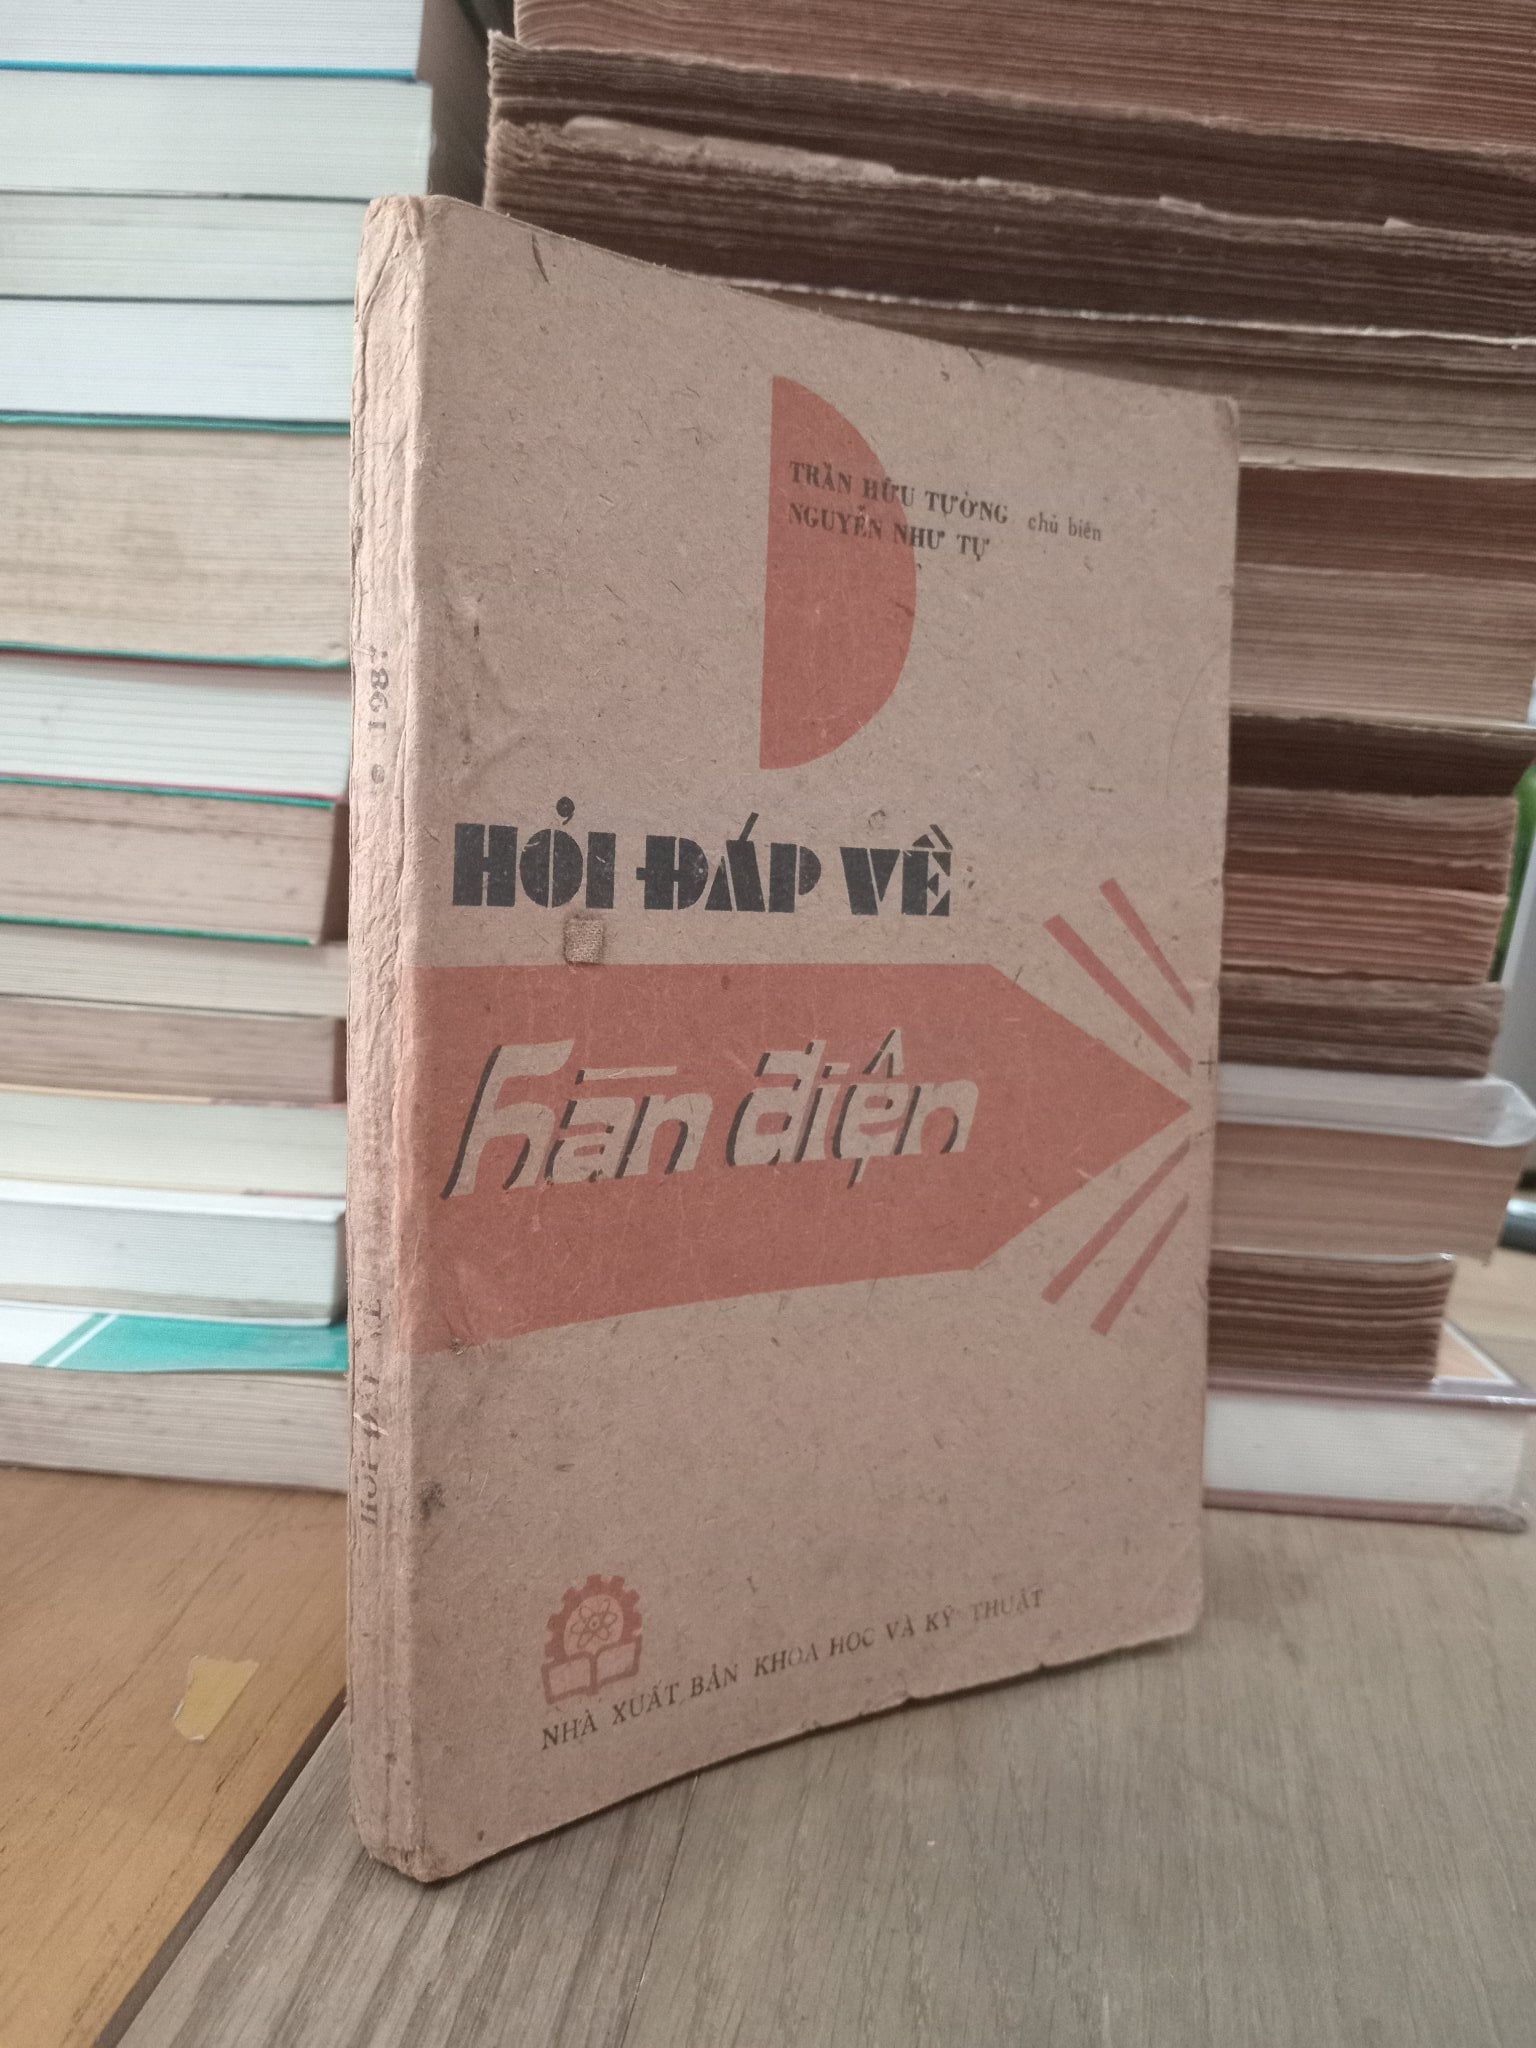 TRẦN HỮU TƯỜNG chủ biên
NGUYỄN NHƯ TỰ
HỎI ĐÁP VỀ
hàn điện
NHÀ XUẤT BẢN KHOA HỌC VÀ KỸ THUẬT
HỎI ĐÁP VỀ
1987